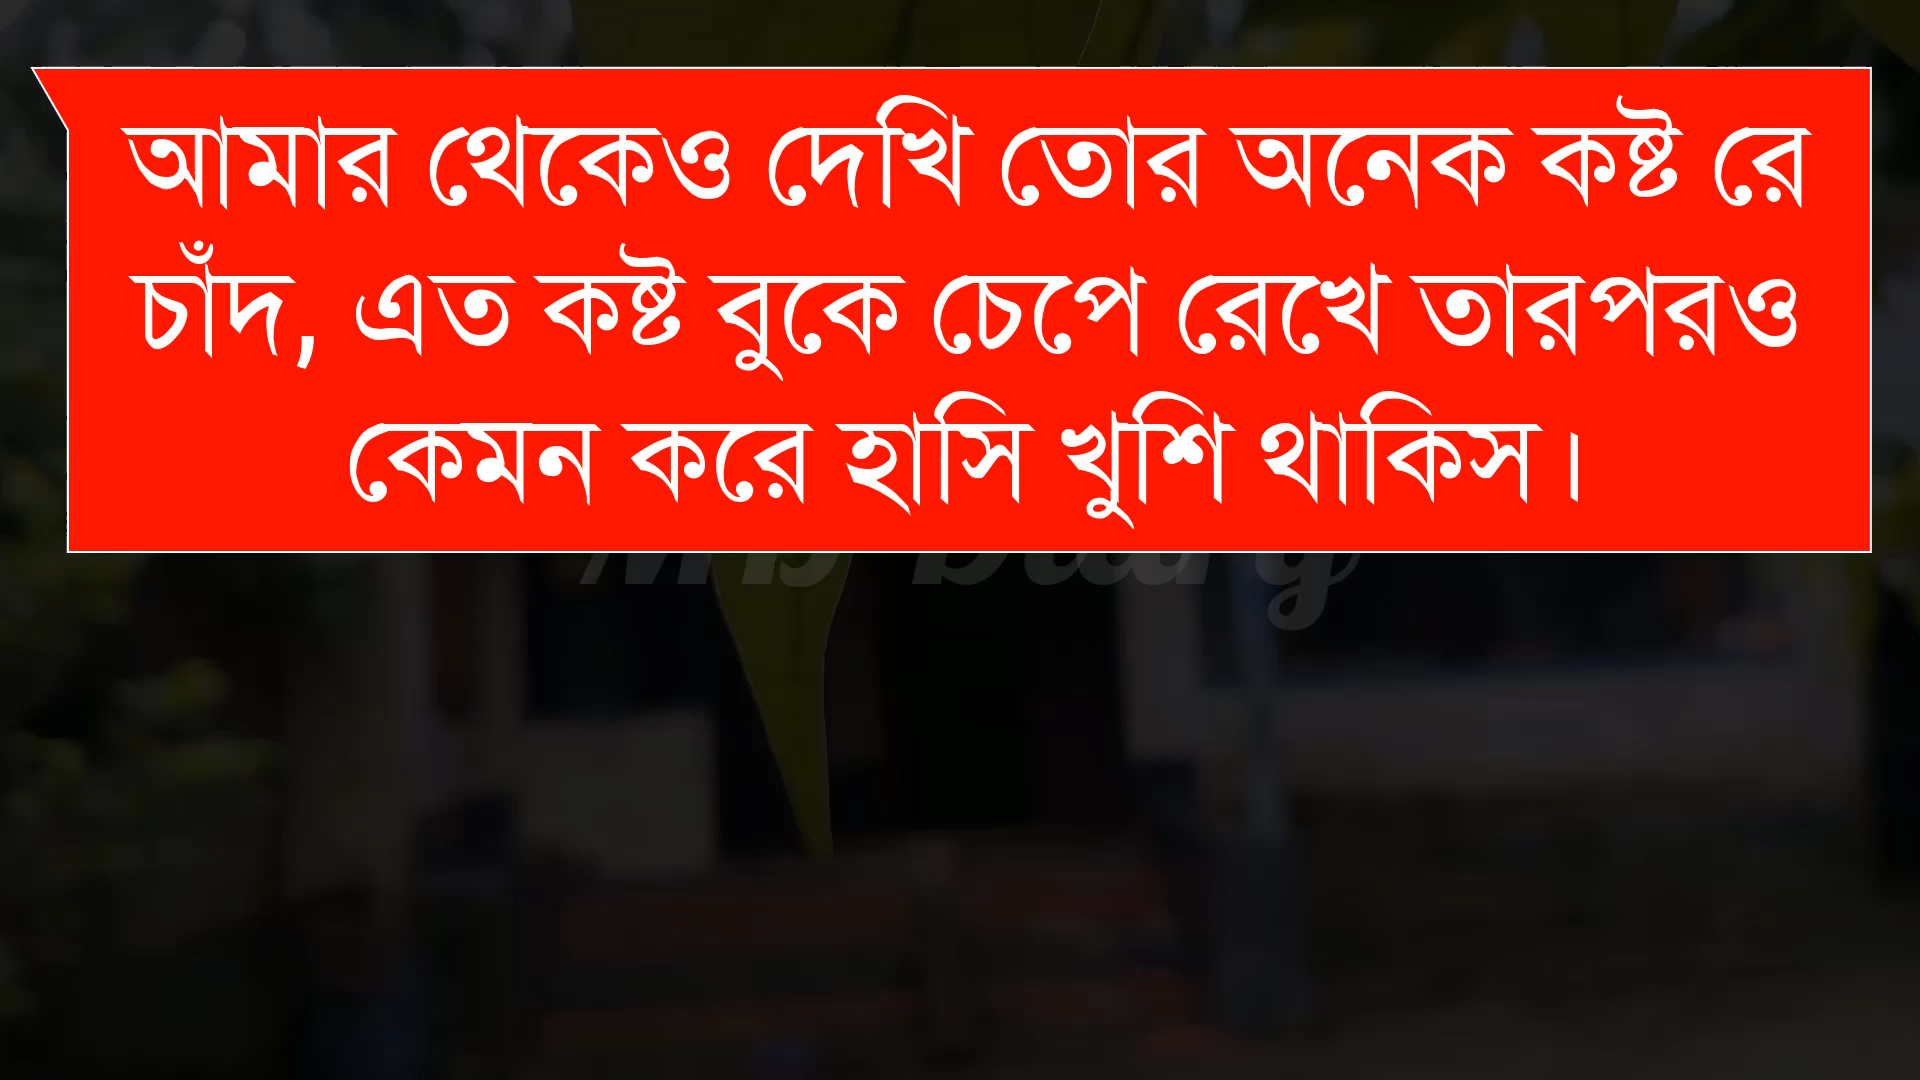 আমার থেকেও দেখি তোর অনেক কষ্ট রে
চাঁদ, এত কষ্ট বুকে চেপে রেখে তারপরও
কেমন করে হাসি খুশি থাকিস।